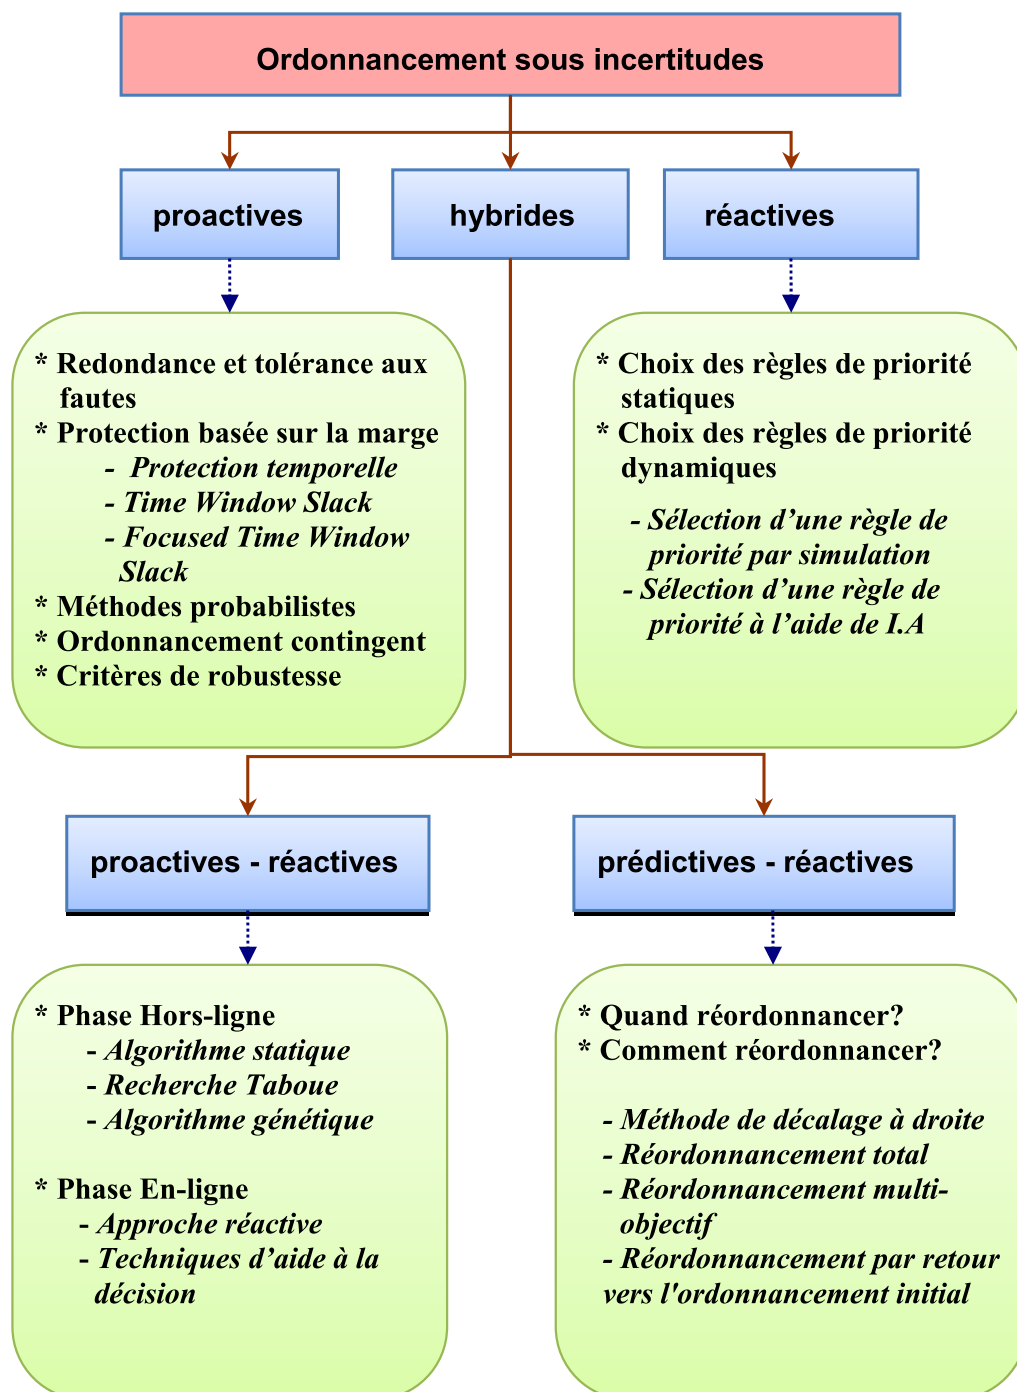 Ordonnancement sous incertitudes
proactives
hybrides
réactives
* Redondance et tolérance aux
fautes
* Protection basée sur la marge
- Protection temporelle
- Time Window Slack
- Focused Time Window
Slack
* Méthodes probabilistes
* Ordonnancement contingent
* Critères de robustesse
* Choix des règles de priorité
statiques
* Choix des règles de priorité
dynamiques
- Sélection d’une règle de
priorité par simulation
- Sélection d’une règle de
priorité à l’aide de I.A
proactives - réactives
prédictives - réactives
* Phase Hors-ligne
- Algorithme statique
- Recherche Taboue
- Algorithme génétique
* Phase En-ligne
- Approche réactive
- Techniques d’aide à la
décision
* Quand réordonnancer?
* Comment réordonnancer?
- Méthode de décalage à droite
- Réordonnancement total
- Réordonnancement multi-
objectif
- Réordonnancement par retour
vers l'ordonnancement initial